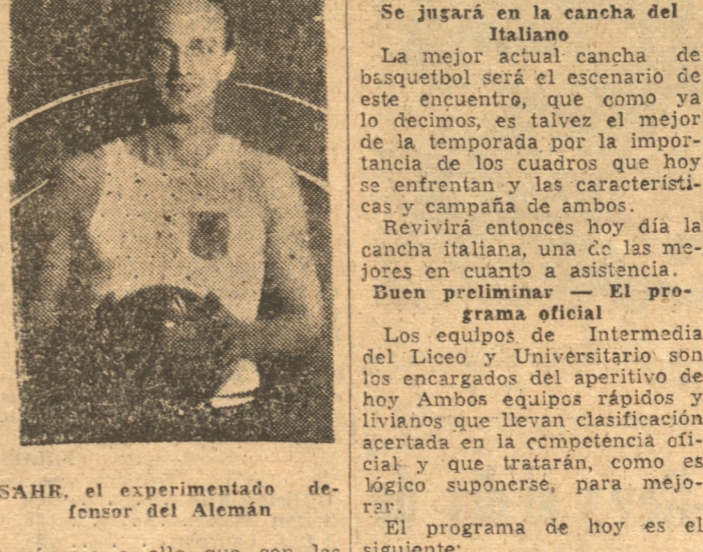 SAHR, el experimentado de-
fensor del Alemán
Se jugará en la cancha del
Italiano
La mejor actual cancha de
basquetbol será el escenario de
este encuentro, que como ya
lo decimos, es talvez el mejor
de la temporada por la impor-
tancia de los cuadros que hoy
se enfrentan y las característi-
cas y campaña de ambos.
Revivirá entonces hoy día la
cancha italiana, una de las me-
jores en cuanto a asistencia.
Buen preliminar — El pro-
grama oficial
Los equipos de Intermedia
del Liceo y Universitario son
los encargados del aperitivo de
hoy Ambos equipos rápidos y
livianos que llevan clasificación
acertada en la competencia ofi-
cial y que tratarán, como es
lógico suponerse, para mejo-
rar.
El programa de hoy es el
siguiente: